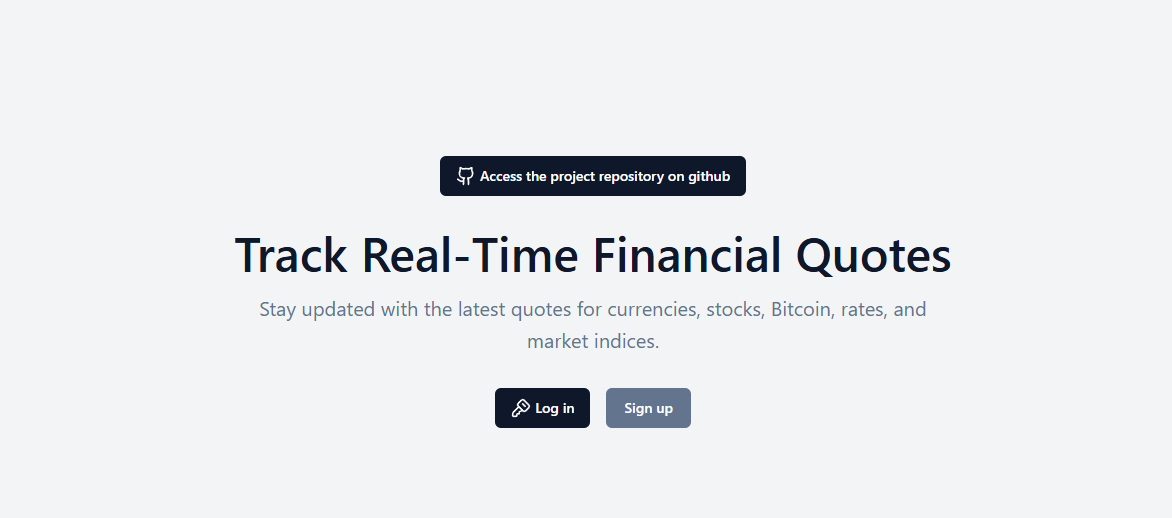 Access the project repository on github
Track Real-Time Financial Quotes
Stay updated with the latest quotes for currencies, stocks, Bitcoin, rates, and
market indices.
Log in
Sign up